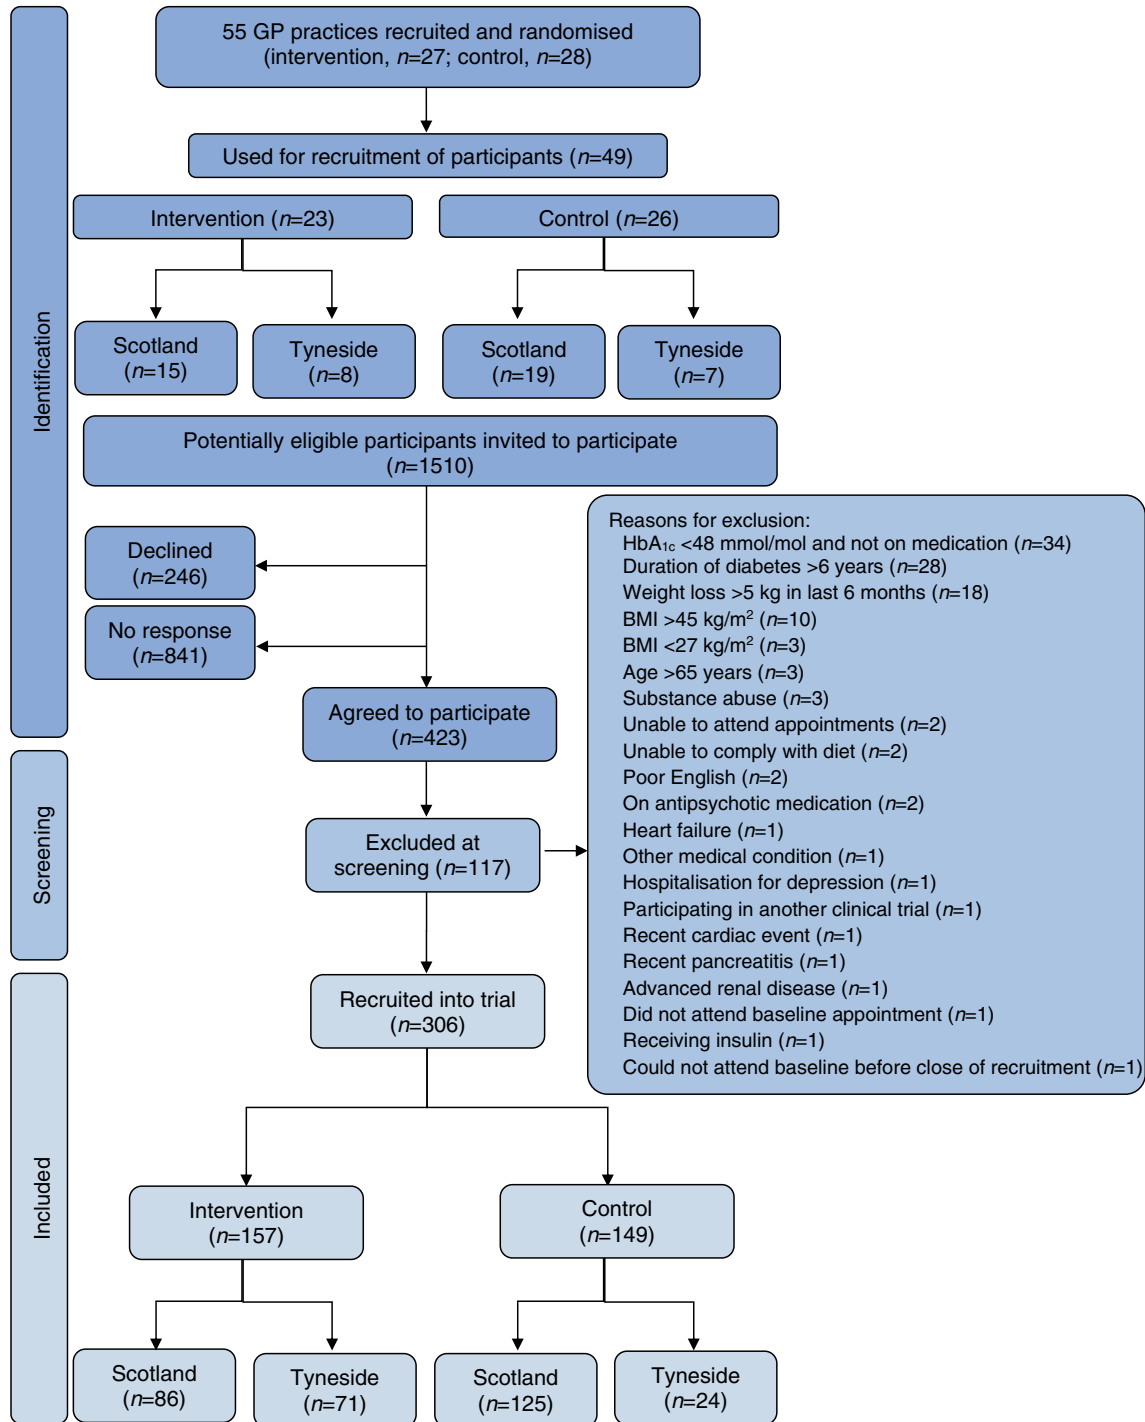 55 GP practices recruited and randomised
(intervention, n=27; control, n=28)
Used for recruitment of participants (n=49)
Intervention (n=23)
Control (n=26)
Scotland
(n=15)
Tyneside
(n=8)
Scotland
(n=19)
Tyneside
(n=7)
Identification
Potentially eligible participants invited to participate
(n=1510)
Declined
(n=246)
No response
(n=841)
Agreed to participate
(n=423)
Screening
Excluded at
screening (n=117)
Reasons for exclusion:
HbA1c <48 mmol/mol and not on medication (n=34)
Duration of diabetes >6 years (n=28)
Weight loss >5 kg in last 6 months (n=18)
BMI >45 kg/m² (n=10)
BMI <27 kg/m² (n=3)
Age >65 years (n=3)
Substance abuse (n=3)
Unable to attend appointments (n=2)
Unable to comply with diet (n=2)
Poor English (n=2)
On antipsychotic medication (n=2)
Heart failure (n=1)
Other medical condition (n=1)
Hospitalisation for depression (n=1)
Participating in another clinical trial (n=1)
Recent cardiac event (n=1)
Recent pancreatitis (n=1)
Advanced renal disease (n=1)
Did not attend baseline appointment (n=1)
Receiving insulin (n=1)
Could not attend baseline before close of recruitment (n=1)
Included
Recruited into trial
(n=306)
Intervention
(n=157)
Control
(n=149)
Scotland
(n=86)
Tyneside
(n=71)
Scotland
(n=125)
Tyneside
(n=24)